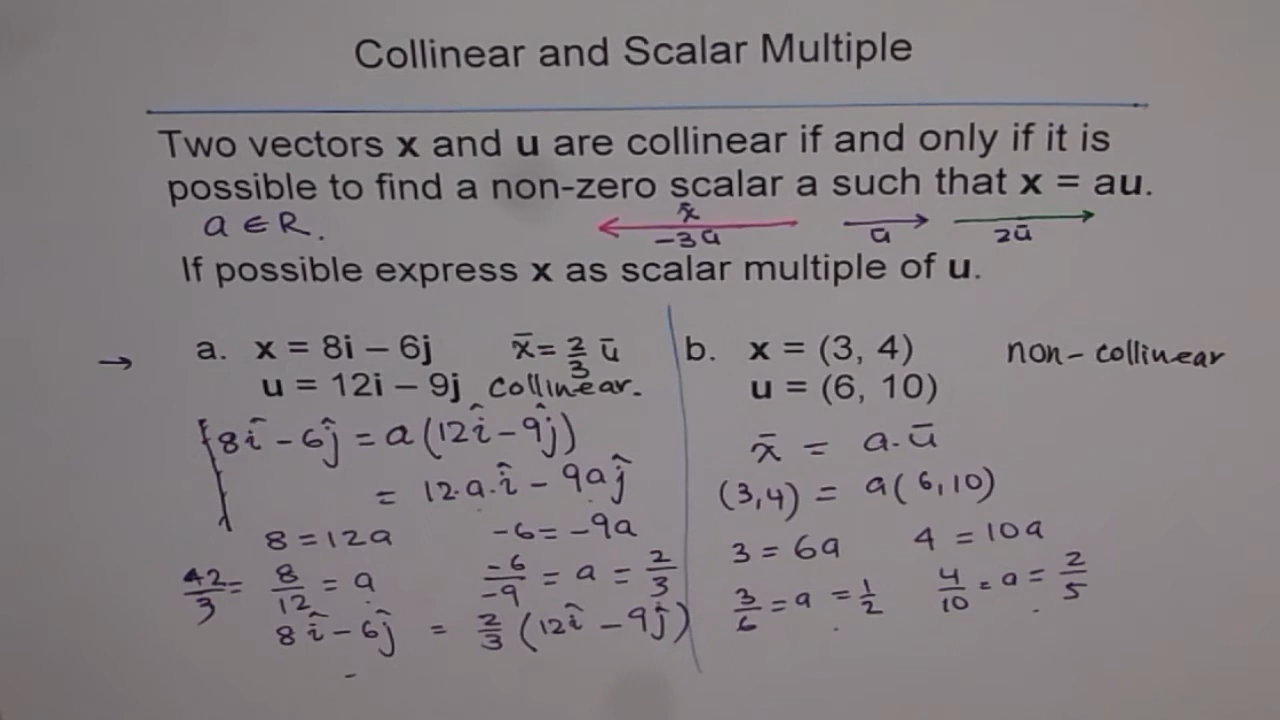 Collinear and Scalar Multiple
Two vectors x and u are collinear if and only if it is
possible to find a non-zero scalar a such that x = au.
a ∈ R.
x̄
-3ū
ū
2ū
If possible express x as scalar multiple of u.
→ a. x = 8i – 6j x̄ = 2/3 ū
u = 12i – 9j Collinear.
8î - 6ĵ = a(12î - 9ĵ)
= 12·a·î - 9aĵ
8 = 12a -6 = -9a
8/12 = a -6/-9 = a = 2/3
8î - 6ĵ = 2/3 (12î - 9ĵ)
b. x = (3, 4) non-collinear
u = (6, 10)
x̄ = a·ū
(3,4) = a(6,10)
3 = 6a 4 = 10a
3/6 = a = 1/2 4/10 = a = 2/5